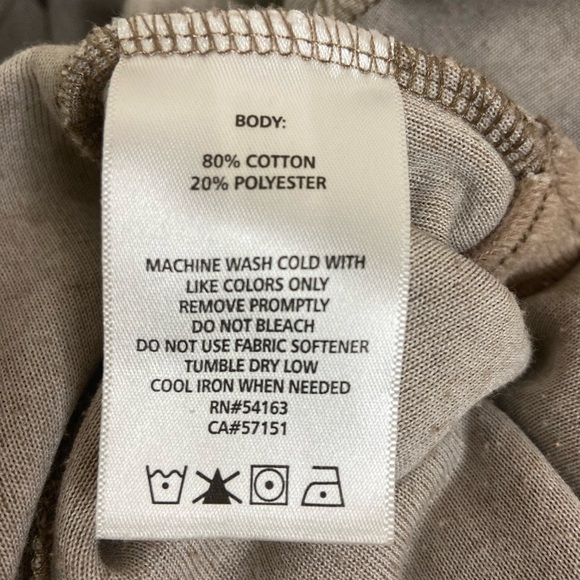 BODY:
80% COTTON
20% POLYESTER
MACHINE WASH COLD WITH
LIKE COLORS ONLY
REMOVE PROMPTLY
DO NOT BLEACH
DO NOT USE FABRIC SOFTENER
TUMBLE DRY LOW
COOL IRON WHEN NEEDED
RN#54163
CA#57151